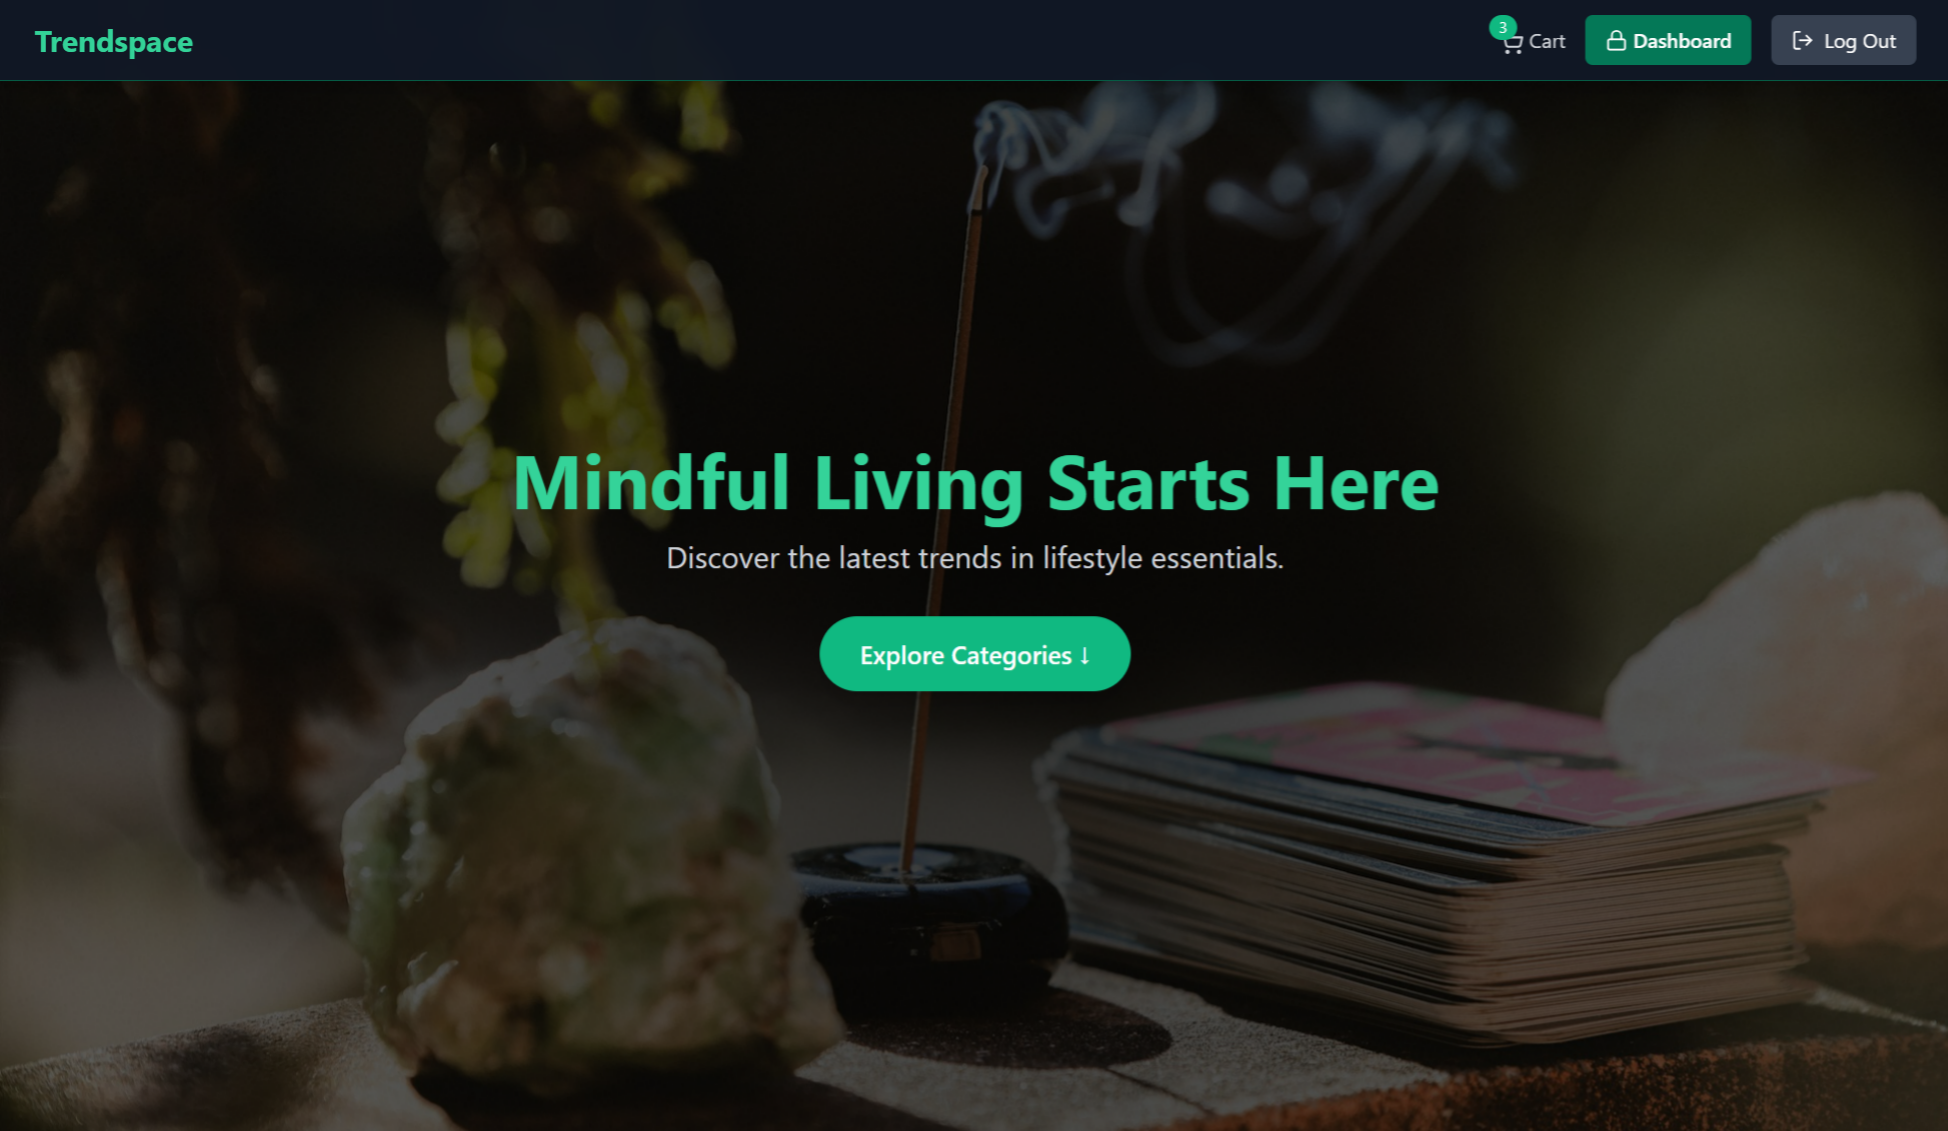 Trendspace
3
Cart
Dashboard
Log Out
Mindful Living Starts Here
Discover the latest trends in lifestyle essentials.
Explore Categories ↓